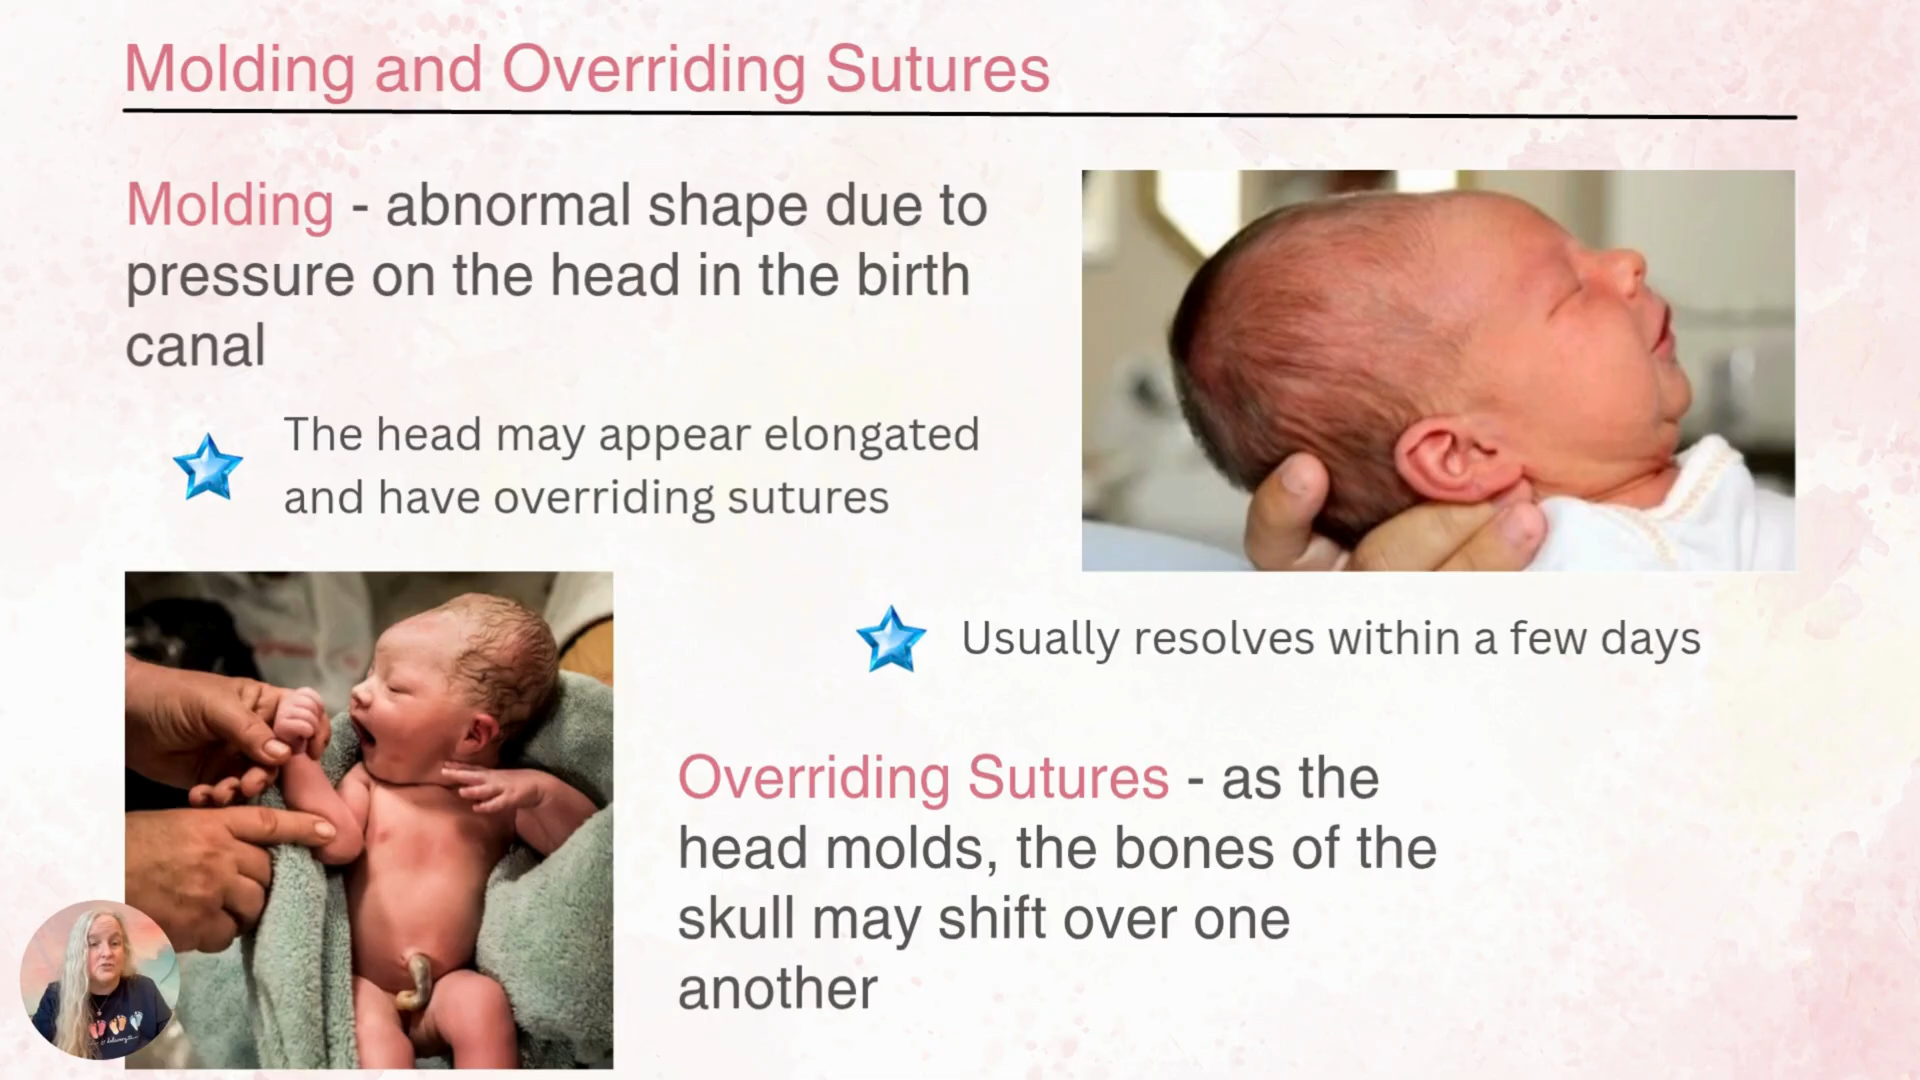 Molding and Overriding Sutures
Molding - abnormal shape due to
pressure on the head in the birth
canal
The head may appear elongated
and have overriding sutures
Usually resolves within a few days
Overriding Sutures - as the
head molds, the bones of the
skull may shift over one
another